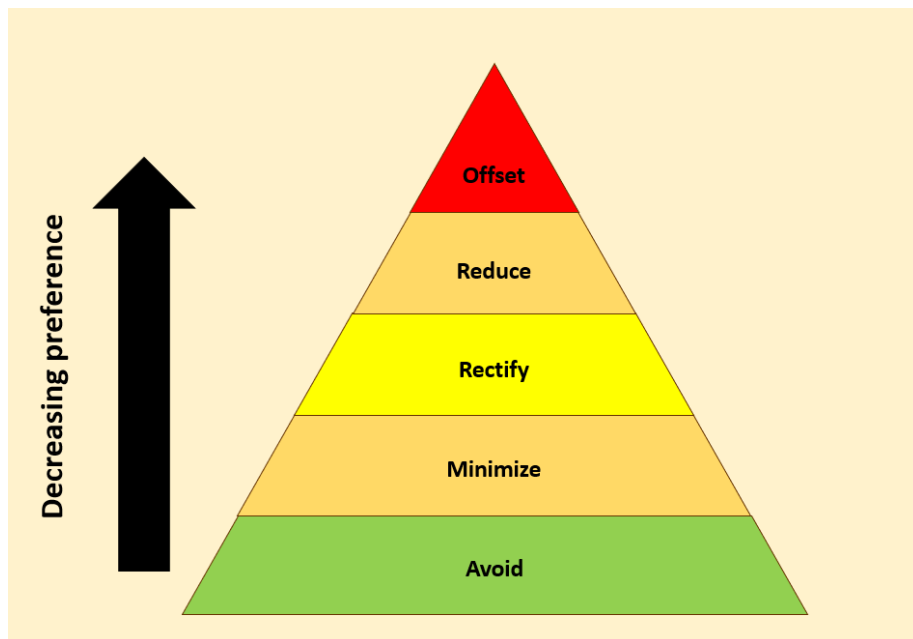 Offset
Reduce
Rectify
Minimize
Avoid
Decreasing preference